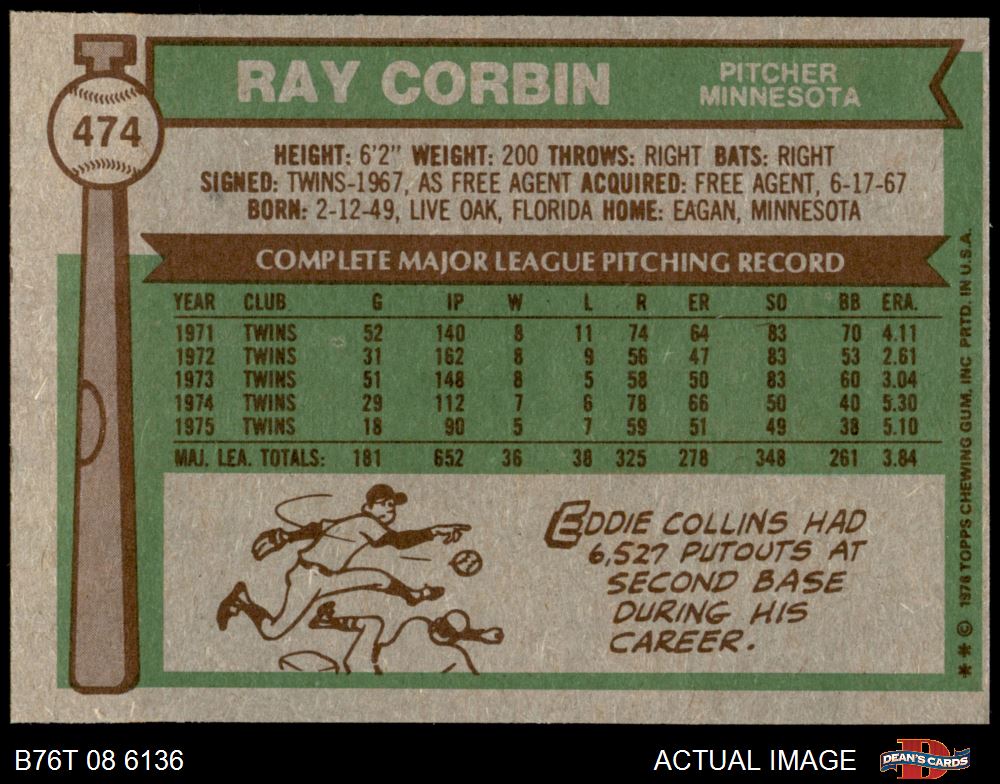 474
RAY CORBIN
PITCHER
MINNESOTA
HEIGHT: 6'2" WEIGHT: 200 THROWS: RIGHT BATS: RIGHT
SIGNED: TWINS-1967, AS FREE AGENT ACQUIRED: FREE AGENT, 6-17-67
BORN: 2-12-49, LIVE OAK, FLORIDA HOME: EAGAN, MINNESOTA
COMPLETE MAJOR LEAGUE PITCHING RECORD
YEAR CLUB G IP W L R ER SO BB ERA.
1971 TWINS 52 140 8 11 74 64 83 70 4.11
1972 TWINS 31 162 8 9 56 47 83 53 2.61
1973 TWINS 51 148 8 5 58 50 83 60 3.04
1974 TWINS 29 112 7 6 78 66 50 40 5.30
1975 TWINS 18 90 5 7 59 51 49 38 5.10
MAJ. LEA. TOTALS: 181 652 36 38 325 278 348 261 3.84
EDDIE COLLINS HAD
6,527 PUTOUTS AT
SECOND BASE
DURING HIS
CAREER.
** © 1976 TOPPS CHEWING GUM, INC PRTD. IN U.S.A.
B76T 08 6136
ACTUAL IMAGE
DEAN'S CARDS